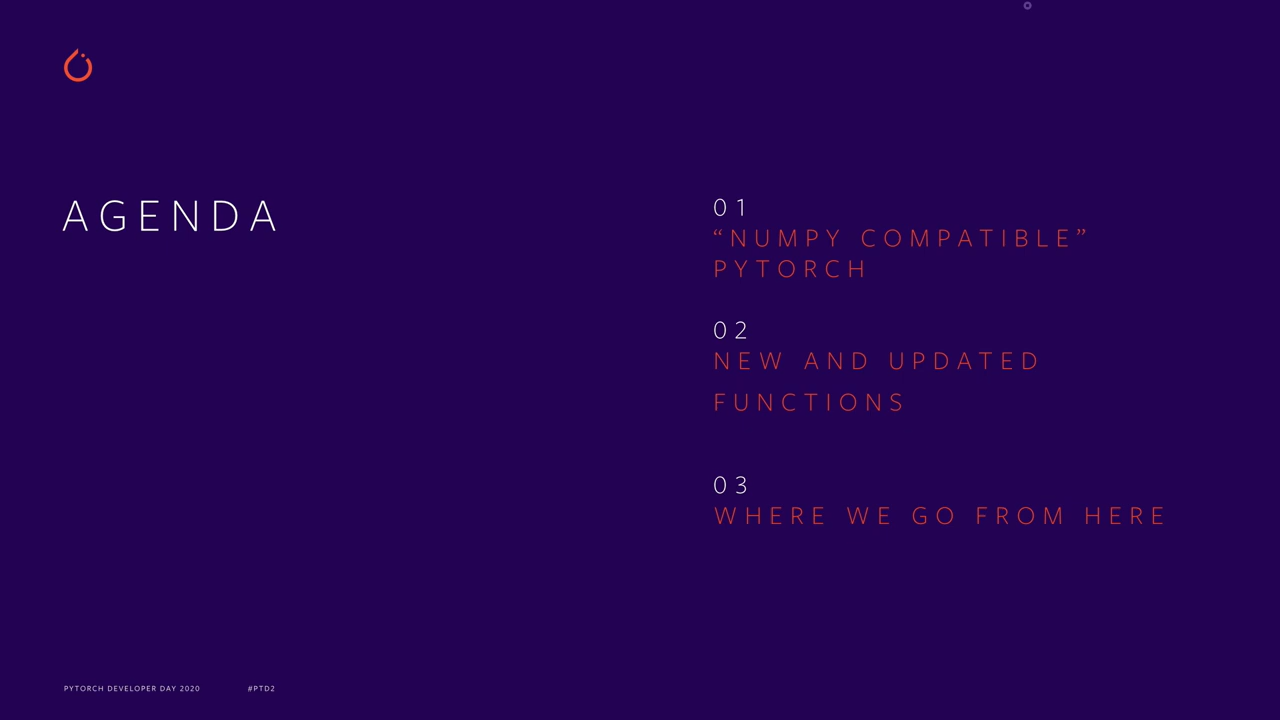 AGENDA
01
“NUMPY COMPATIBLE”
PYTORCH
02
NEW AND UPDATED
FUNCTIONS
03
WHERE WE GO FROM HERE
PYTORCH DEVELOPER DAY 2020 #PTD2